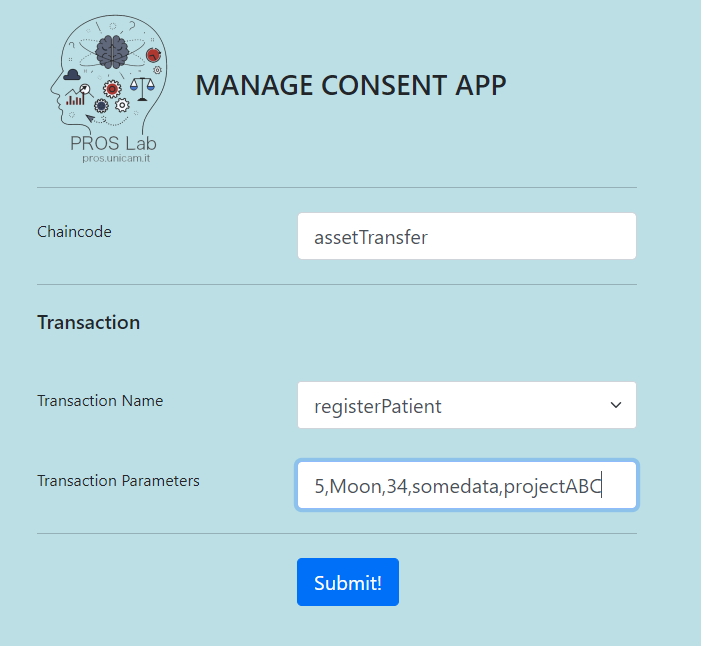 MANAGE CONSENT APP
PROS Lab
pros.unicam.it
Chaincode
assetTransfer
Transaction
Transaction Name
registerPatient
Transaction Parameters
5,Moon,34,somedata,projectABC
Submit!